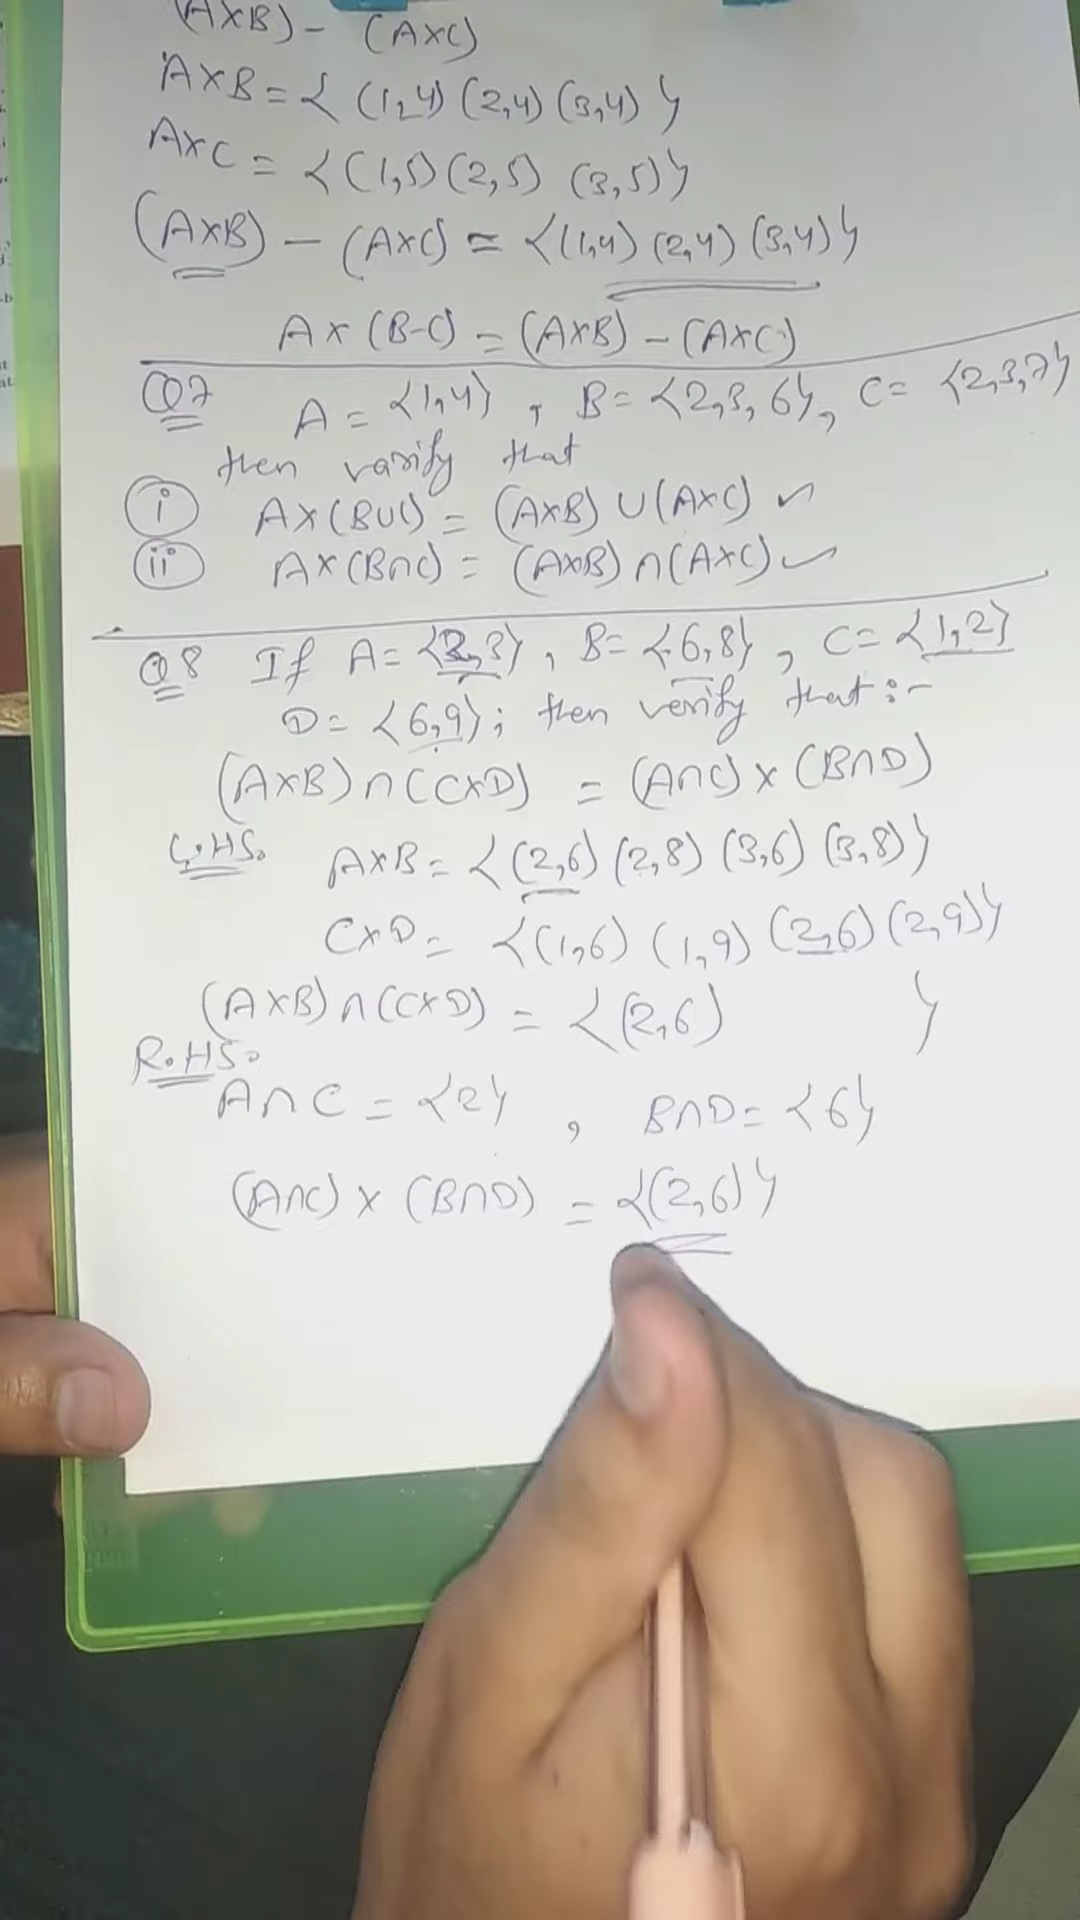 (A×B) - (A×C)
A×B = { (1,4) (2,4) (3,4) }
A×C = {(1,5) (2,5) (3,5)}
(A×B) - (A×C) = {(1,4) (2,4) (3,4)}
A × (B-C) = (A×B) - (A×C)
Q7 A = {1,4} , B = {2,3,6}, C = {2,3,7}
then varify that
(i) A×(B∪C) = (A×B) ∪ (A×C) ✓
(ii) A×(B∩C) = (A×B) ∩ (A×C) ✓
Q8 If A = {2,3} , B = {6,8} , C = {1,2}
D = {6,9} ; then verify that :-
(A×B) ∩ (C×D) = (A∩C) × (B∩D)
L.HS. A×B = {(2,6) (2,8) (3,6) (3,8)}
C×D = {(1,6) (1,9) (2,6) (2,9)}
(A×B) ∩ (C×D) = {(2,6) }
R.HS.
A∩C = {2} , B∩D = {6}
(A∩C) × (B∩D) = {(2,6)}